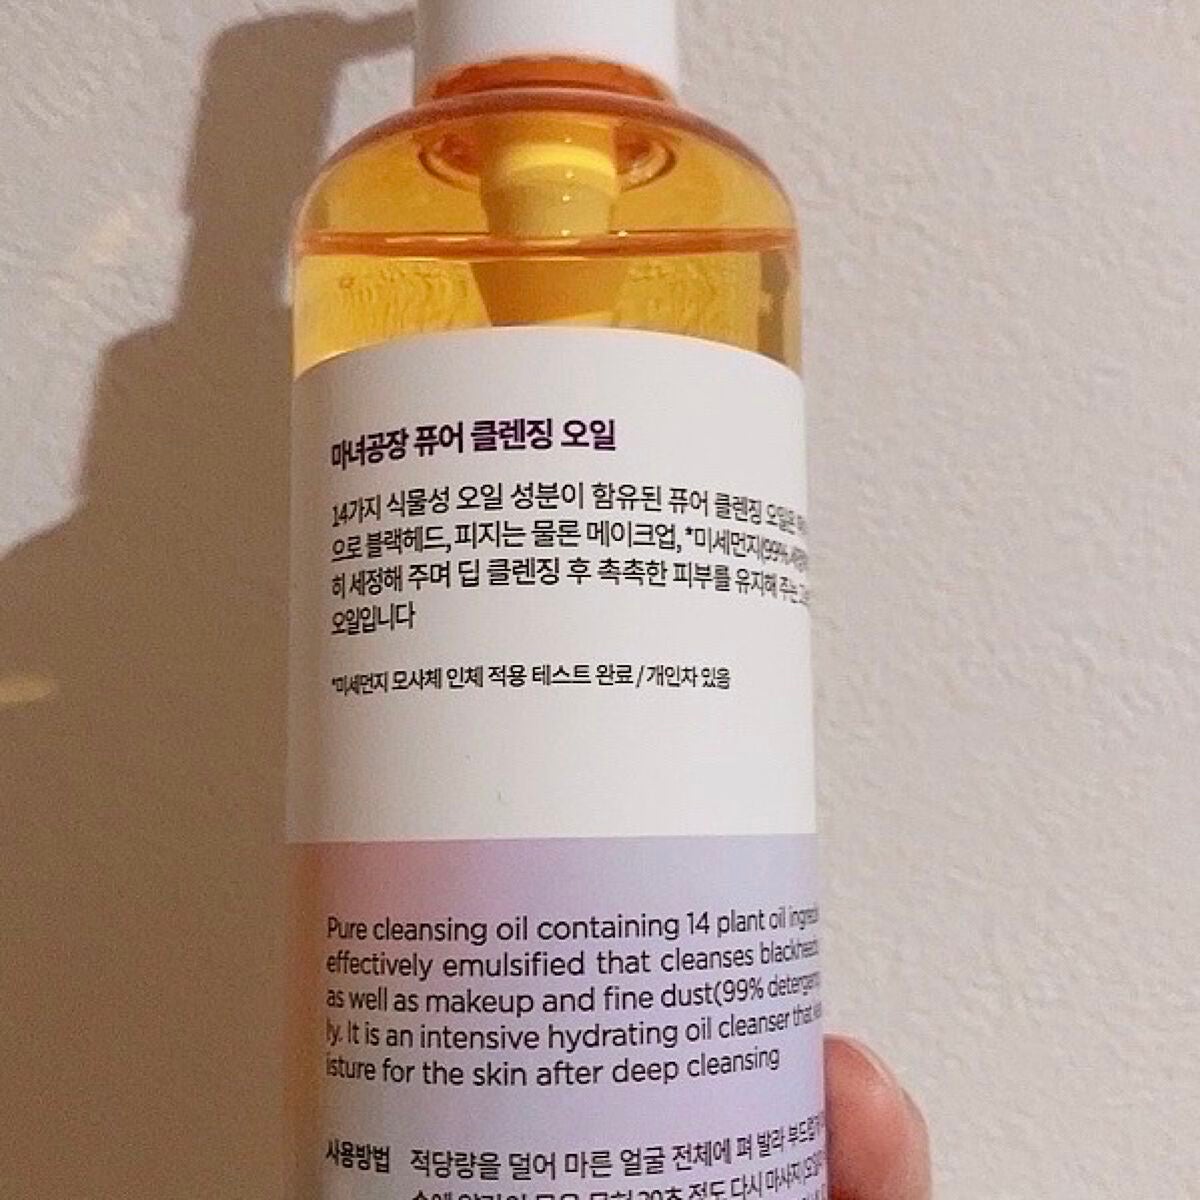 마녀공장 퓨어 클렌징 오일
14가지 식물성 오일 성분이 함유된 퓨어 클렌징 오일은
으로 블랙헤드, 피지는 물론 메이크업, *미세먼지(99%
히 세정해 주며 딥 클렌징 후 촉촉한 피부를 유지해 주는
오일입니다
*미세먼지 모사체 인체 적용 테스트 완료 / 개인차 있음
Pure cleansing oil containing 14 plant oil
effectively emulsified that cleanses
as well as makeup and fine dust(99%
ly. It is an intensive hydrating oil cleanser that
isture for the skin after deep cleansing
사용방법 적당량을 덜어 마른 얼굴 전체에 펴 발라
다시 마사지